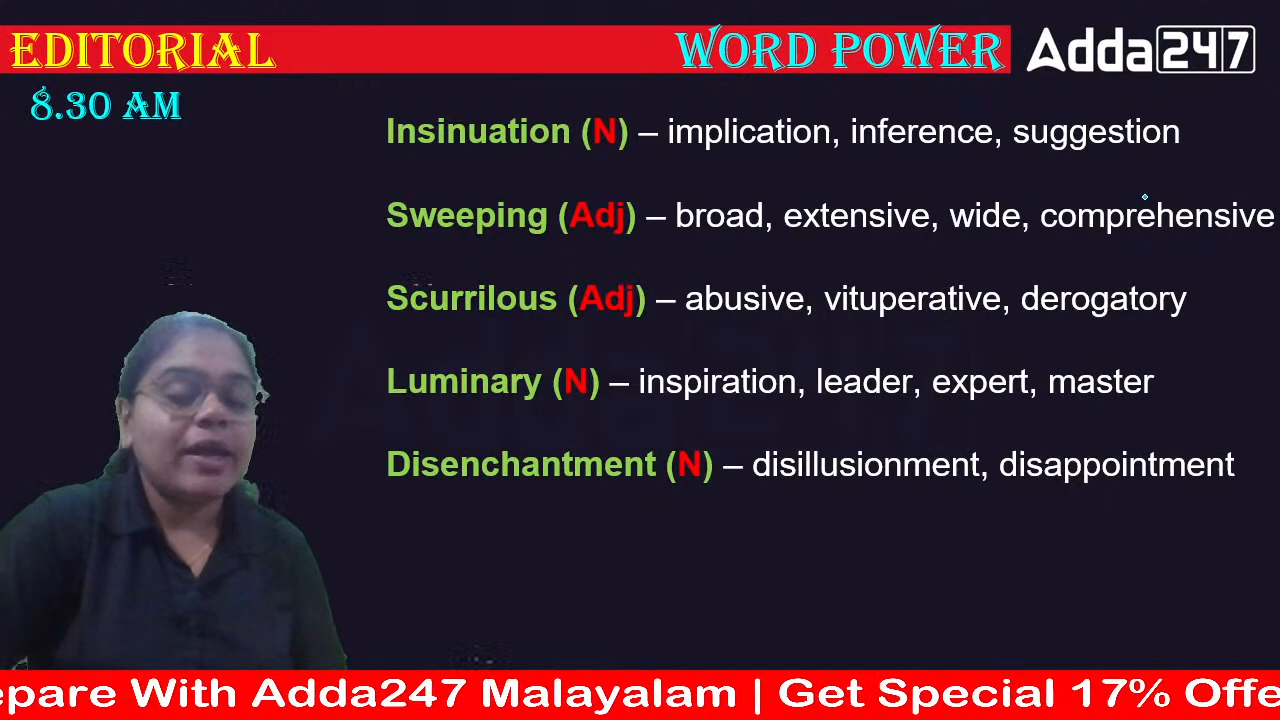 EDITORIAL WORD POWER Adda247
8.30 AM
Insinuation (N) – implication, inference, suggestion
Sweeping (Adj) – broad, extensive, wide, comprehensive
Scurrilous (Adj) – abusive, vituperative, derogatory
Luminary (N) – inspiration, leader, expert, master
Disenchantment (N) – disillusionment, disappointment
epare With Adda247 Malayalam | Get Special 17% Offe